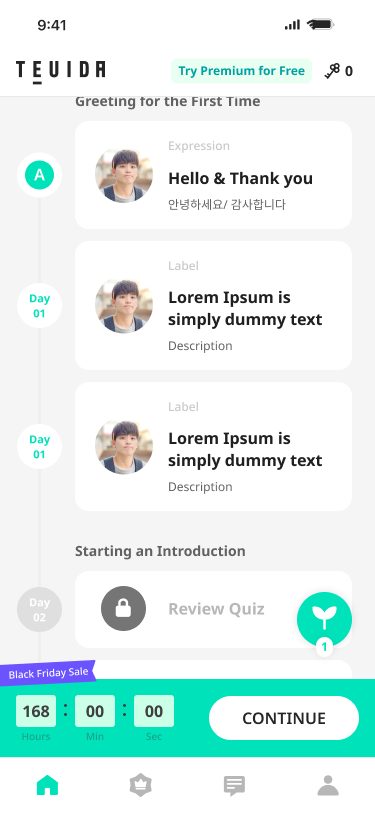 9:41
TEUIDA
Try Premium for Free
0
Greeting for the First Time
A
Expression
Hello & Thank you
안녕하세요/ 감사합니다
Day
01
Label
Lorem Ipsum is
simply dummy text
Description
Day
01
Label
Lorem Ipsum is
simply dummy text
Description
Starting an Introduction
Day
02
Review Quiz
1
Black Friday Sale
168 : 00 : 00
Hours Min Sec
CONTINUE